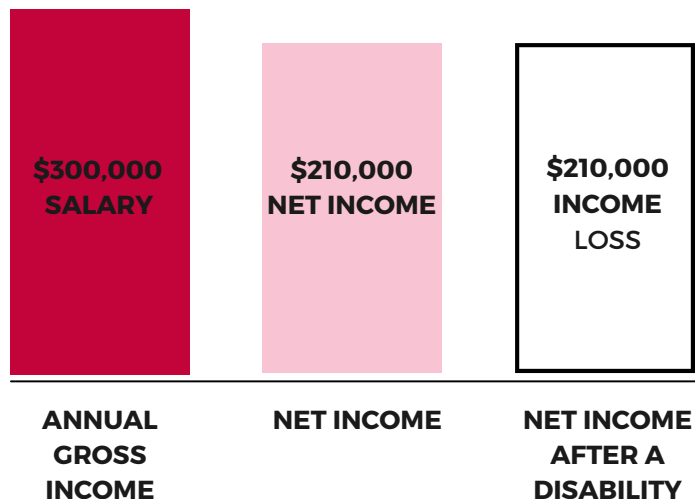 $300,000
SALARY
$210,000
NET INCOME
$210,000
INCOME
LOSS
ANNUAL
GROSS
INCOME
NET INCOME
NET INCOME
AFTER A
DISABILITY